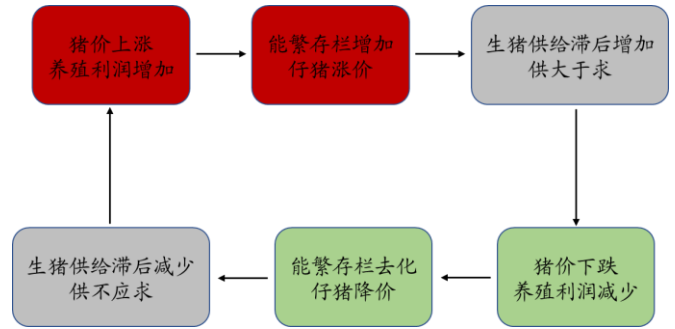 猪价上涨
养殖利润增加
能繁存栏增加
仔猪涨价
生猪供给滞后增加
供大于求
猪价下跌
养殖利润减少
能繁存栏去化
仔猪降价
生猪供给滞后减少
供不应求